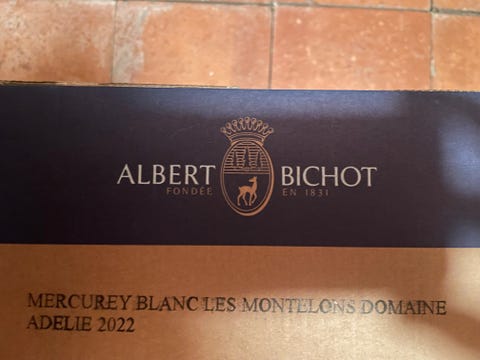 ALBERT BICHOT
FONDÉE EN 1831
MERCUREY BLANC LES MONTELONS DOMAINE
ADELIE 2022